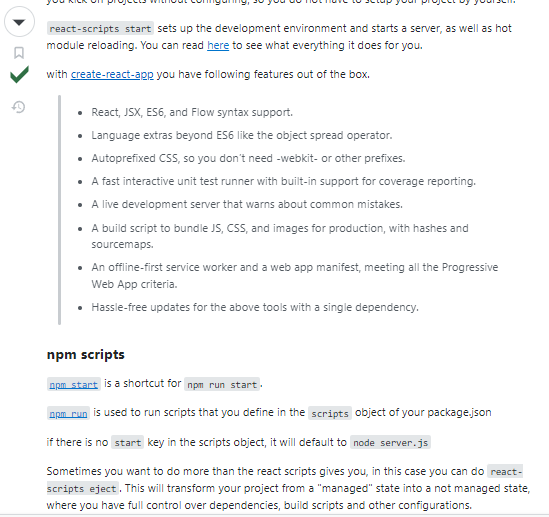 you kick off projects without configuring, so you do not have to setup your project by yourself.
react-scripts start sets up the development environment and starts a server, as well as hot
module reloading. You can read here to see what everything it does for you.
with create-react-app you have following features out of the box.
• React, JSX, ES6, and Flow syntax support.
• Language extras beyond ES6 like the object spread operator.
• Autoprefixed CSS, so you don't need -webkit- or other prefixes.
• A fast interactive unit test runner with built-in support for coverage reporting.
• A live development server that warns about common mistakes.
• A build script to bundle JS, CSS, and images for production, with hashes and
sourcemaps.
• An offline-first service worker and a web app manifest, meeting all the Progressive
Web App criteria.
• Hassle-free updates for the above tools with a single dependency.
npm scripts
npm start is a shortcut for npm run start.
npm run is used to run scripts that you define in the scripts object of your package.json
if there is no start key in the scripts object, it will default to node server.js
Sometimes you want to do more than the react scripts gives you, in this case you can do react-
scripts eject. This will transform your project from a "managed" state into a not managed state,
where you have full control over dependencies, build scripts and other configurations.